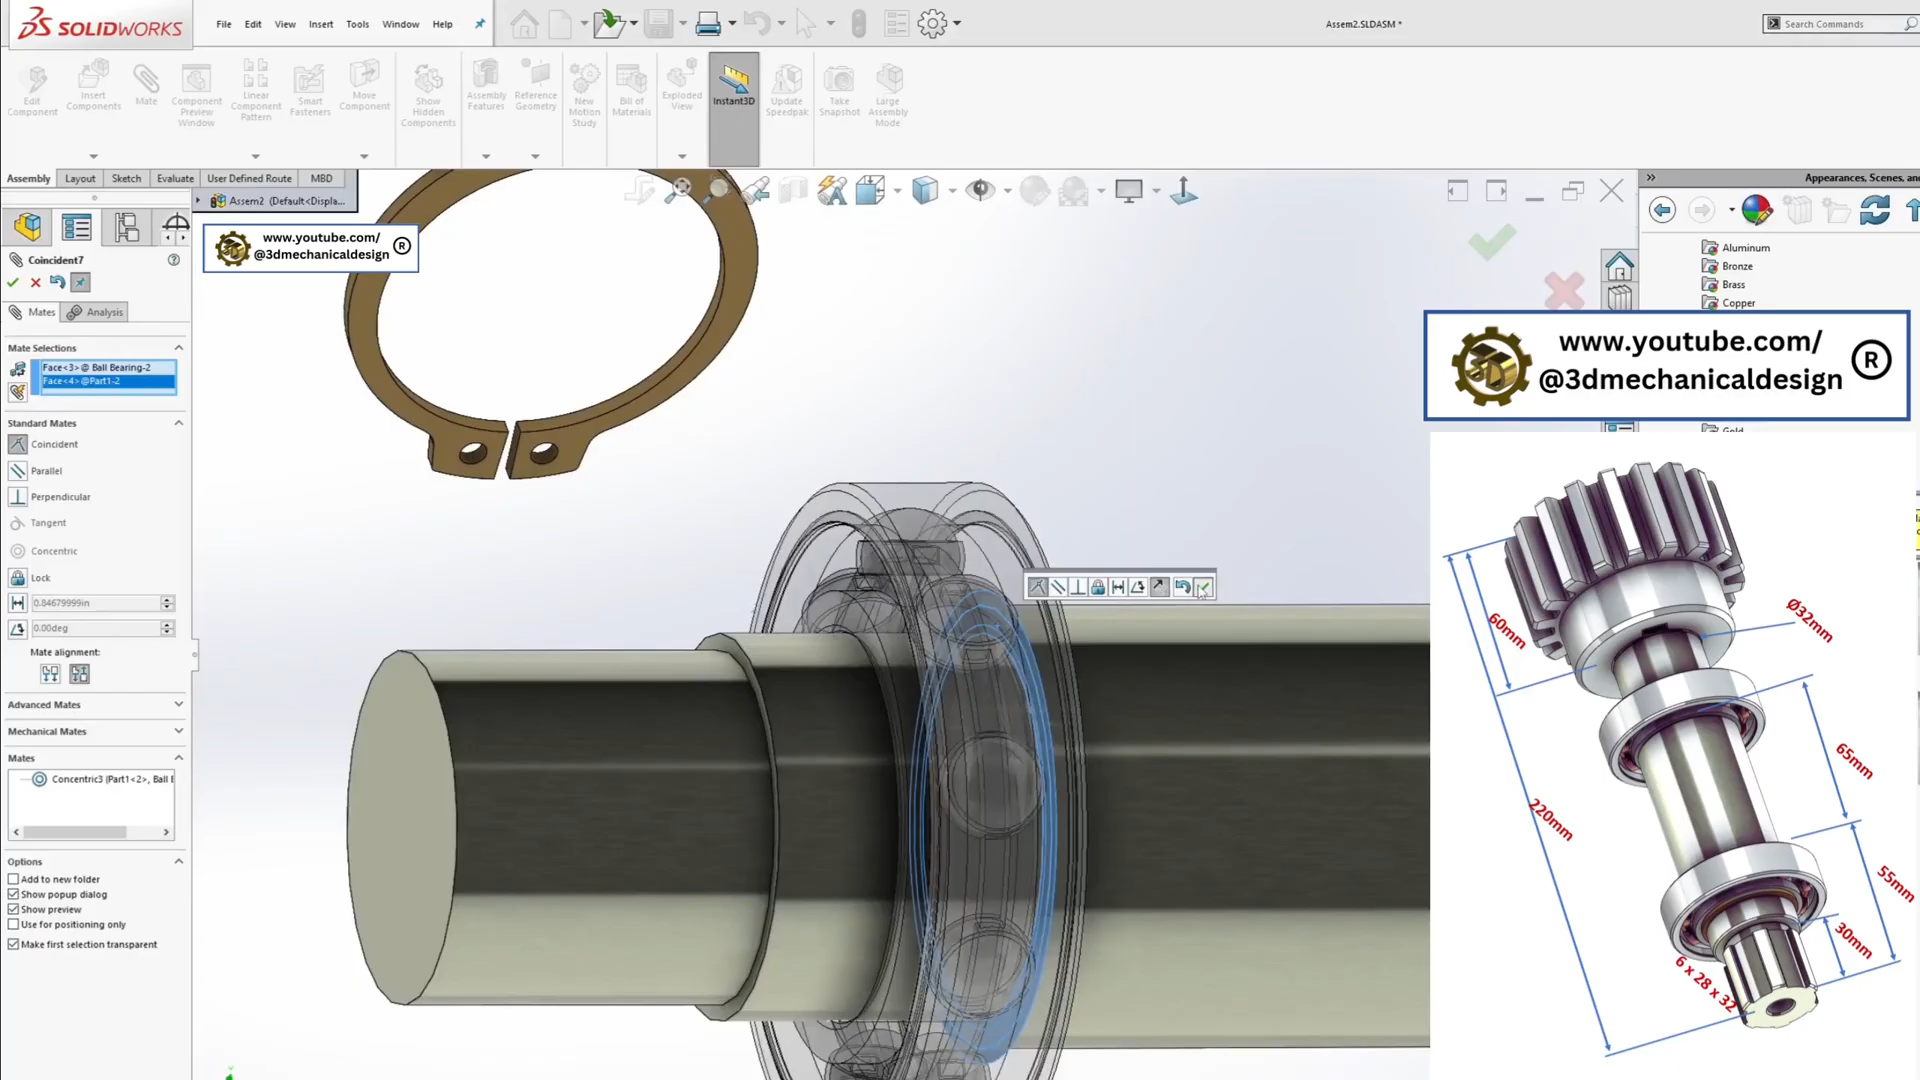 SOLIDWORKS
File Edit View Insert Tools Window Help
Assem2.SLDASM *
Search Commands
Edit Component
Insert Components
Mate
Component Preview Window
Linear Component Pattern
Smart Fasteners
Move Component
Show Hidden Components
Assembly Features
Reference Geometry
New Motion Study
Bill of Materials
Exploded View
Instant3D
Update Speedpak
Take Snapshot
Large Assembly Mode
Assembly Layout Sketch Evaluate User Defined Route MBD
Assem2 (Default<Displa...
Appearances, Scenes, an
www.youtube.com/
@3dmechanicaldesign ®
Coincident7
Mates Analysis
Mate Selections
Face<3>@ Ball Bearing-2
Face<4>@Part1-2
Standard Mates
Coincident
Parallel
Perpendicular
Tangent
Concentric
Lock
0.84679999in
0.00deg
Mate alignment:
Advanced Mates
Mechanical Mates
Mates
Concentric3 (Part1<2>, Ball
Options
Add to new folder
Show popup dialog
Show preview
Use for positioning only
Make first selection transparent
Aluminum
Bronze
Brass
Copper
www.youtube.com/
@3dmechanicaldesign ®
Gold
60mm
Ø32mm
65mm
220mm
55mm
30mm
6 x 28 x 32